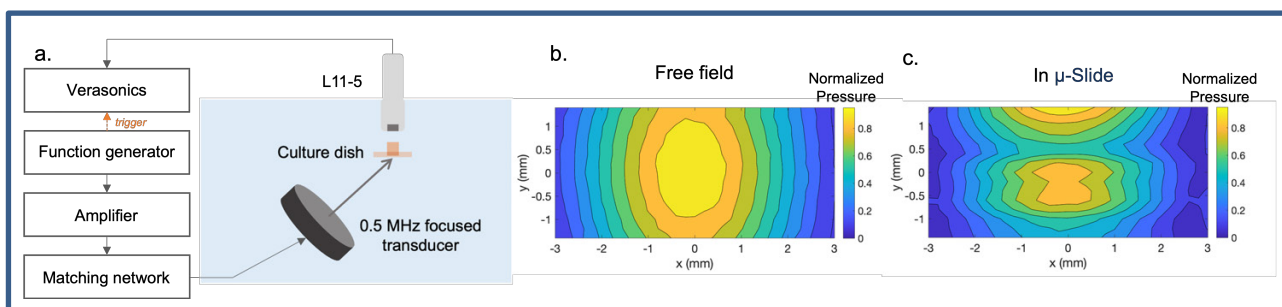 a.
Verasonics
trigger
Function generator
Amplifier
Matching network
L11-5
Culture dish
0.5 MHz focused
transducer
b.
Free field
Normalized
Pressure
1
0.5
0
-0.5
-1
y (mm)
-3
-2
-1
0
1
2
3
x (mm)
0.8
0.6
0.4
0.2
0
c.
In µ-Slide
Normalized
Pressure
1
0.5
0
-0.5
-1
y (mm)
-3
-2
-1
0
1
2
3
x (mm)
0.8
0.6
0.4
0.2
0